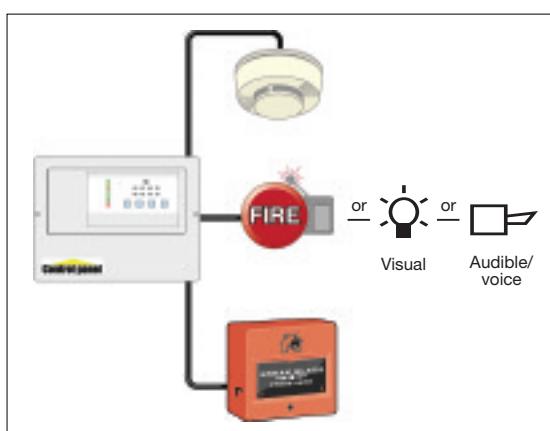 FIRE
or
or
Visual
Audible/
voice
Control panel